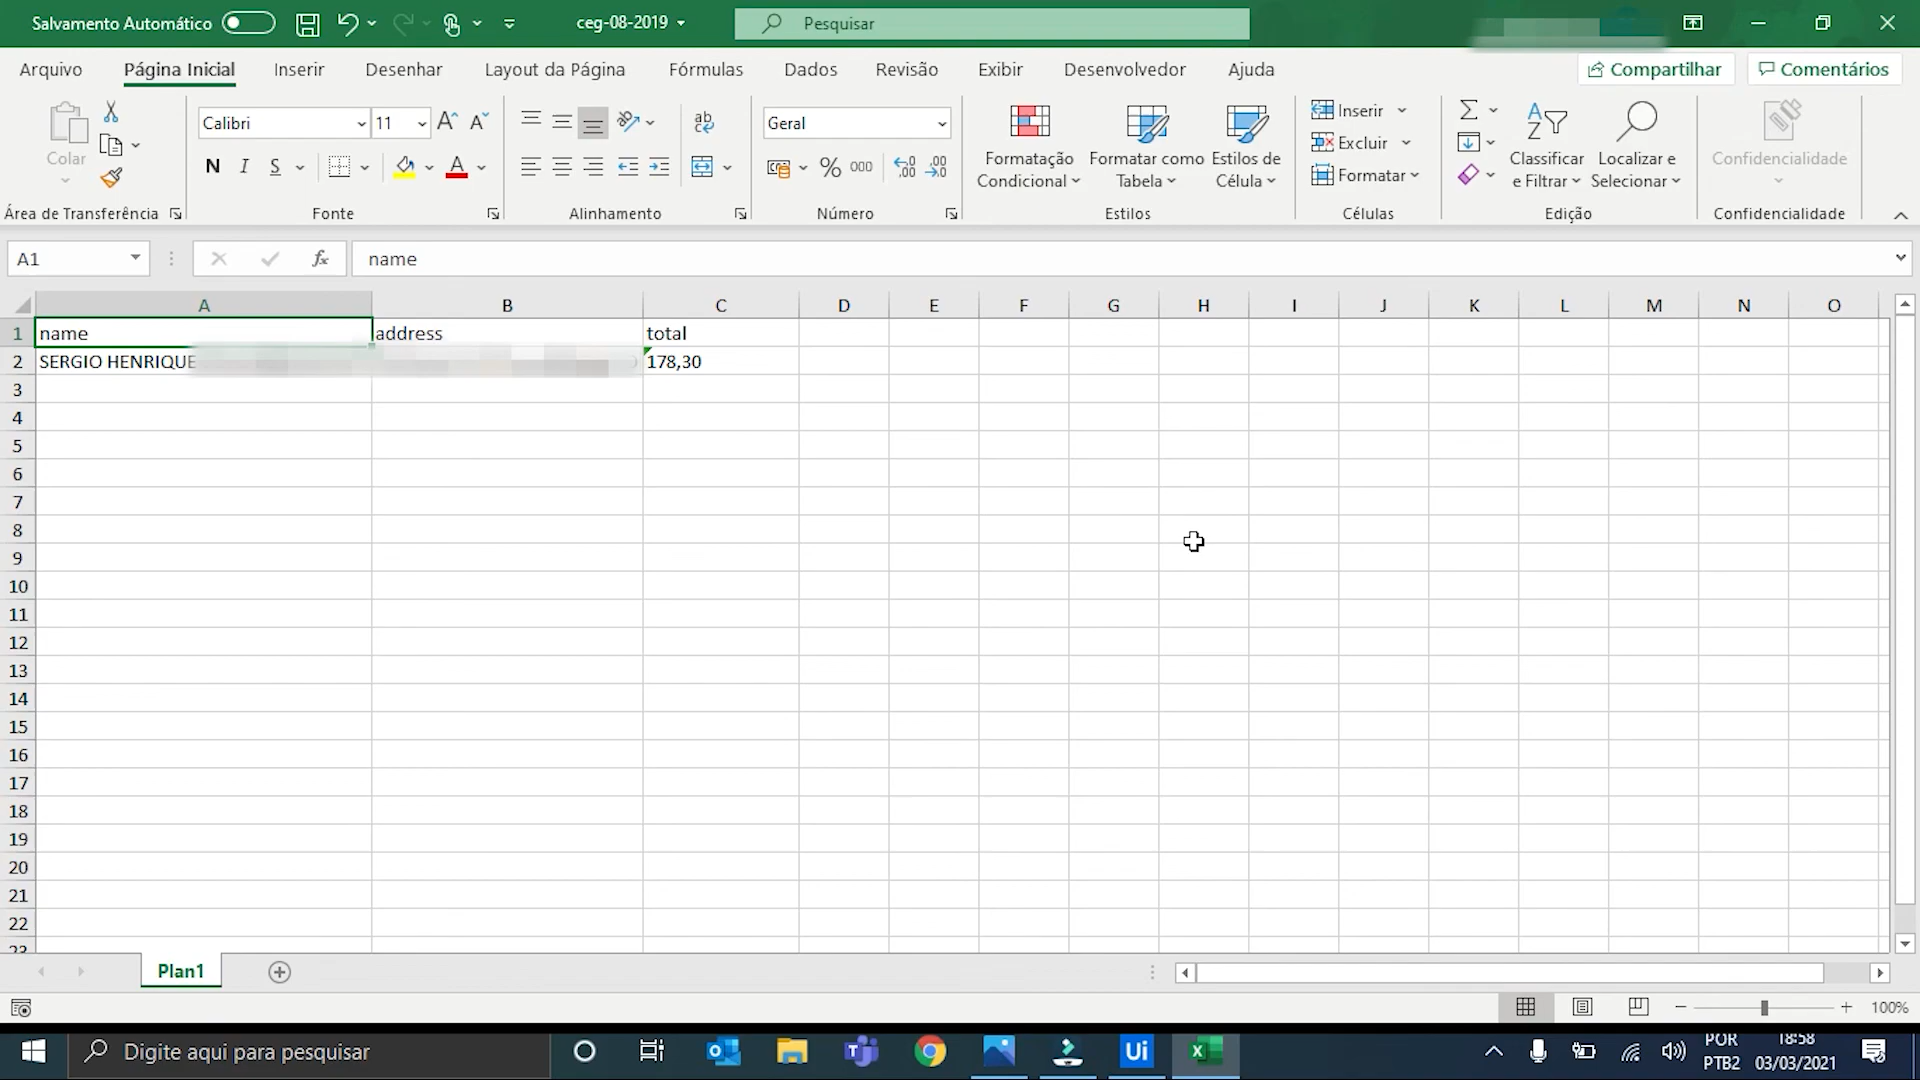 Salvamento Automático
ceg-08-2019
Pesquisar
Arquivo Página Inicial Inserir Desenhar Layout da Página Fórmulas Dados Revisão Exibir Desenvolvedor Ajuda Compartilhar Comentários
Colar
Calibri 11
N I S
ab
Geral
% 000
Formatação Condicional
Formatar como Tabela
Estilos de Célula
Inserir
Excluir
Formatar
Classificar e Filtrar
Localizar e Selecionar
Confidencialidade
Área de Transferência Fonte Alinhamento Número Estilos Células Edição Confidencialidade
A1 fx name
A B C D E F G H I J K L M N O
1 name address total
2 SERGIO HENRIQUE 178,30
3
4
5
6
7
8
9
10
11
12
13
14
15
16
17
18
19
20
21
22
23
Plan1
100%
Digite aqui para pesquisar
Ui
POR
PTB2
18:58
03/03/2021